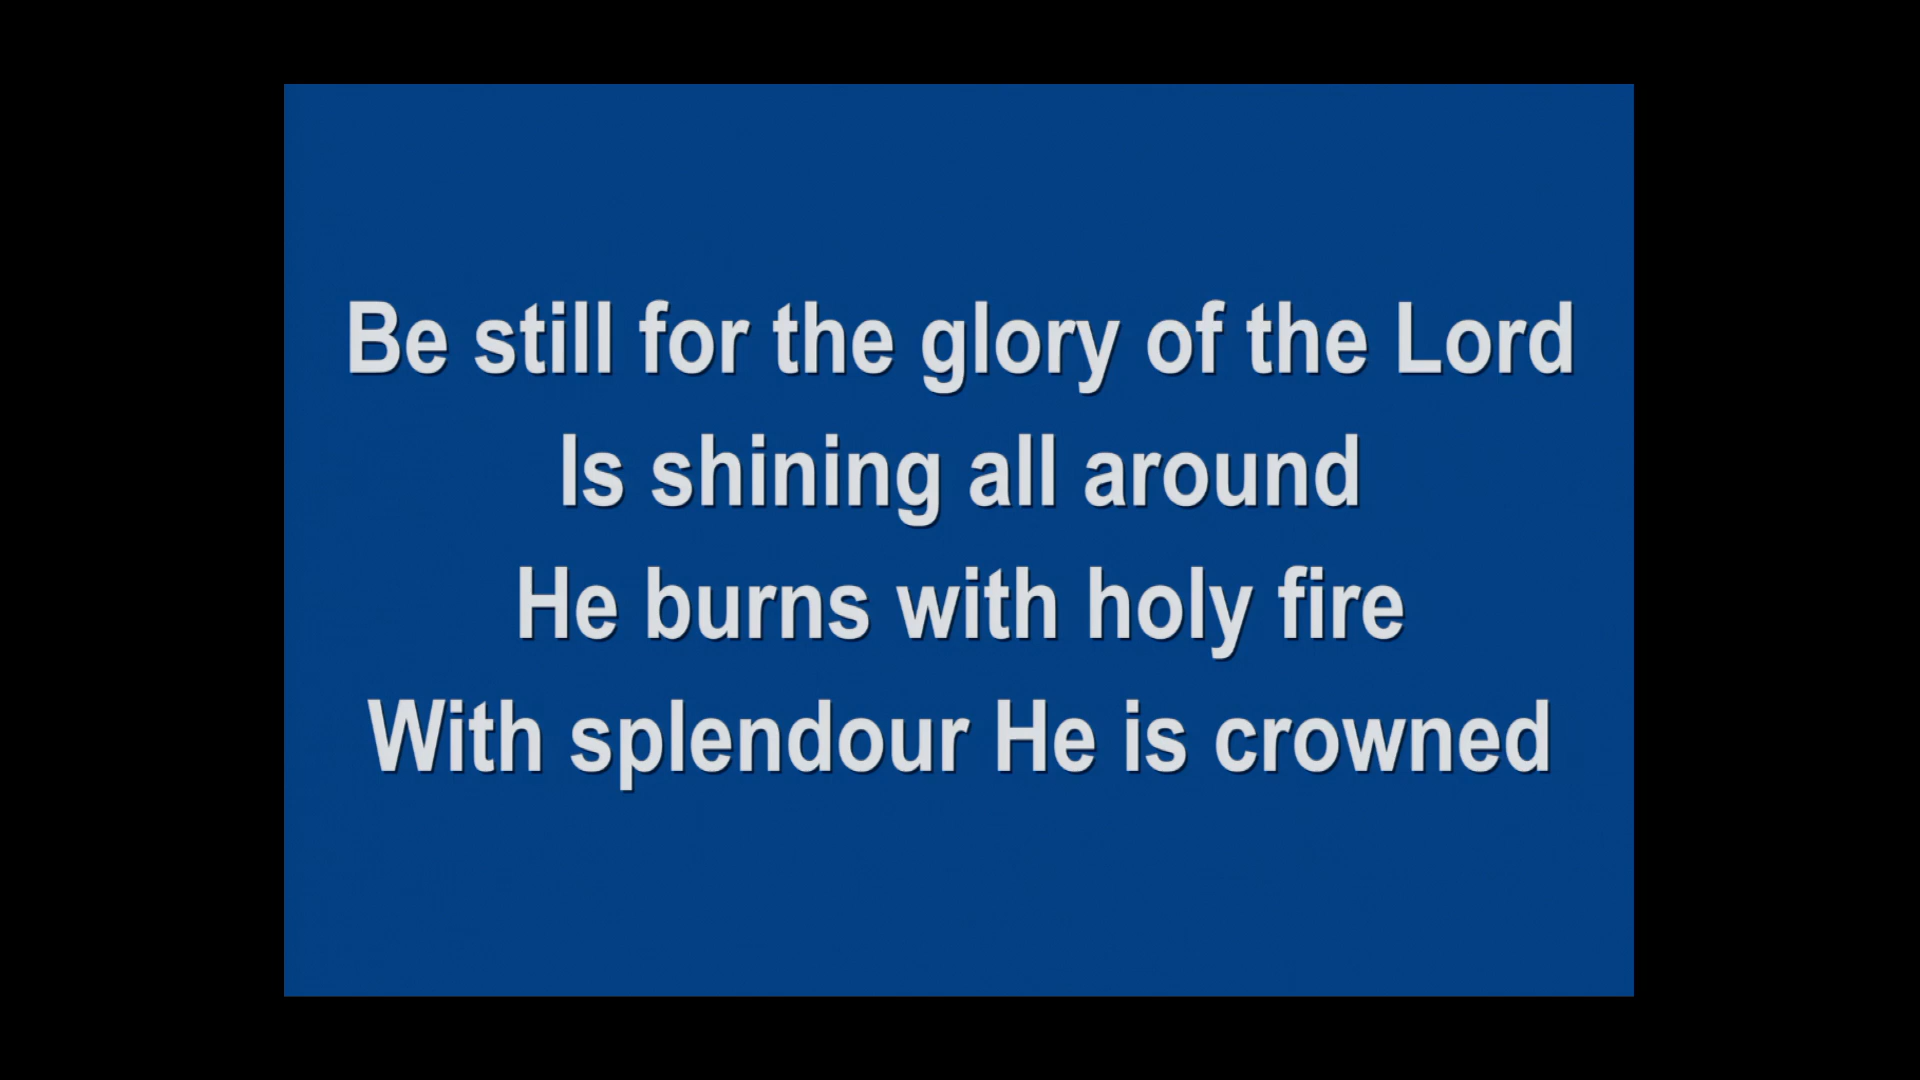 Be still for the glory of the Lord
Is shining all around
He burns with holy fire
With splendour He is crowned